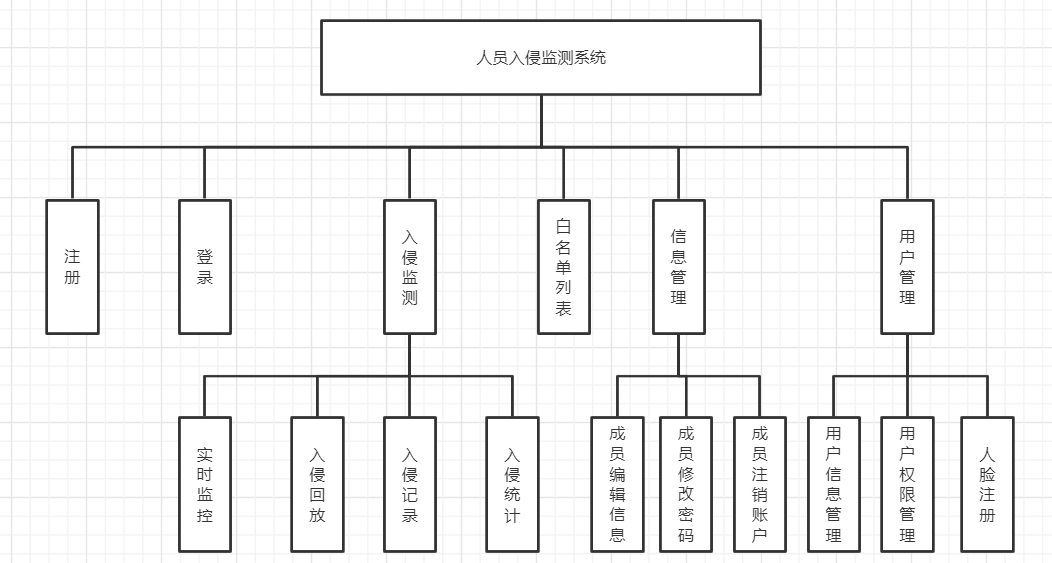 人员入侵监测系统
注册
登录
入侵监测
白名单列表
信息管理
用户管理
实时监控
入侵回放
入侵记录
入侵统计
成员编辑信息
成员修改密码
成员注销账户
用户信息管理
用户权限管理
人脸注册